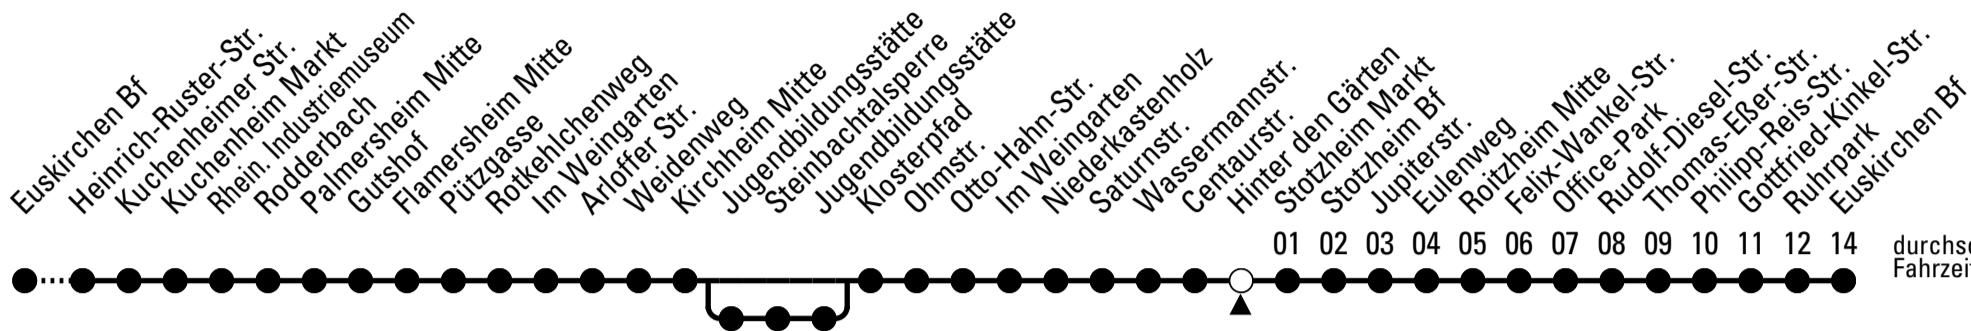 Euskirchen Bf
Heinrich-Ruster-Str.
Kuchenheimer Str.
Kuchenheim Markt
Rhein. Industriemuseum
Rodderbach
Palmersheim Mitte
Gutshof
Flamersheim Mitte
Pützgasse
Rotkehlchenweg
Im Weingarten
Arloffer Str.
Weidenweg
Kirchheim Mitte
Jugendbildungsstätte
Steinbachtalsperre
Jugendbildungsstätte
Klosterpfad
Ohmstr.
Otto-Hahn-Str.
Im Weingarten
Niederkastenholz
Saturnstr.
Wassermannstr.
Centaurstr.
Hinter den Gärten
Stotzheim Markt
Stotzheim Bf
Jupiterstr.
Eulenweg
Roitzheim Mitte
Felix-Wankel-Str.
Office-Park
Rudolf-Diesel-Str.
Thomas-Eßer-Str.
Philipp-Reis-Str.
Gottfried-Kinkel-Str.
Ruhrpark
Euskirchen Bf
01 02 03 04 05 06 07 08 09 10 11 12 14